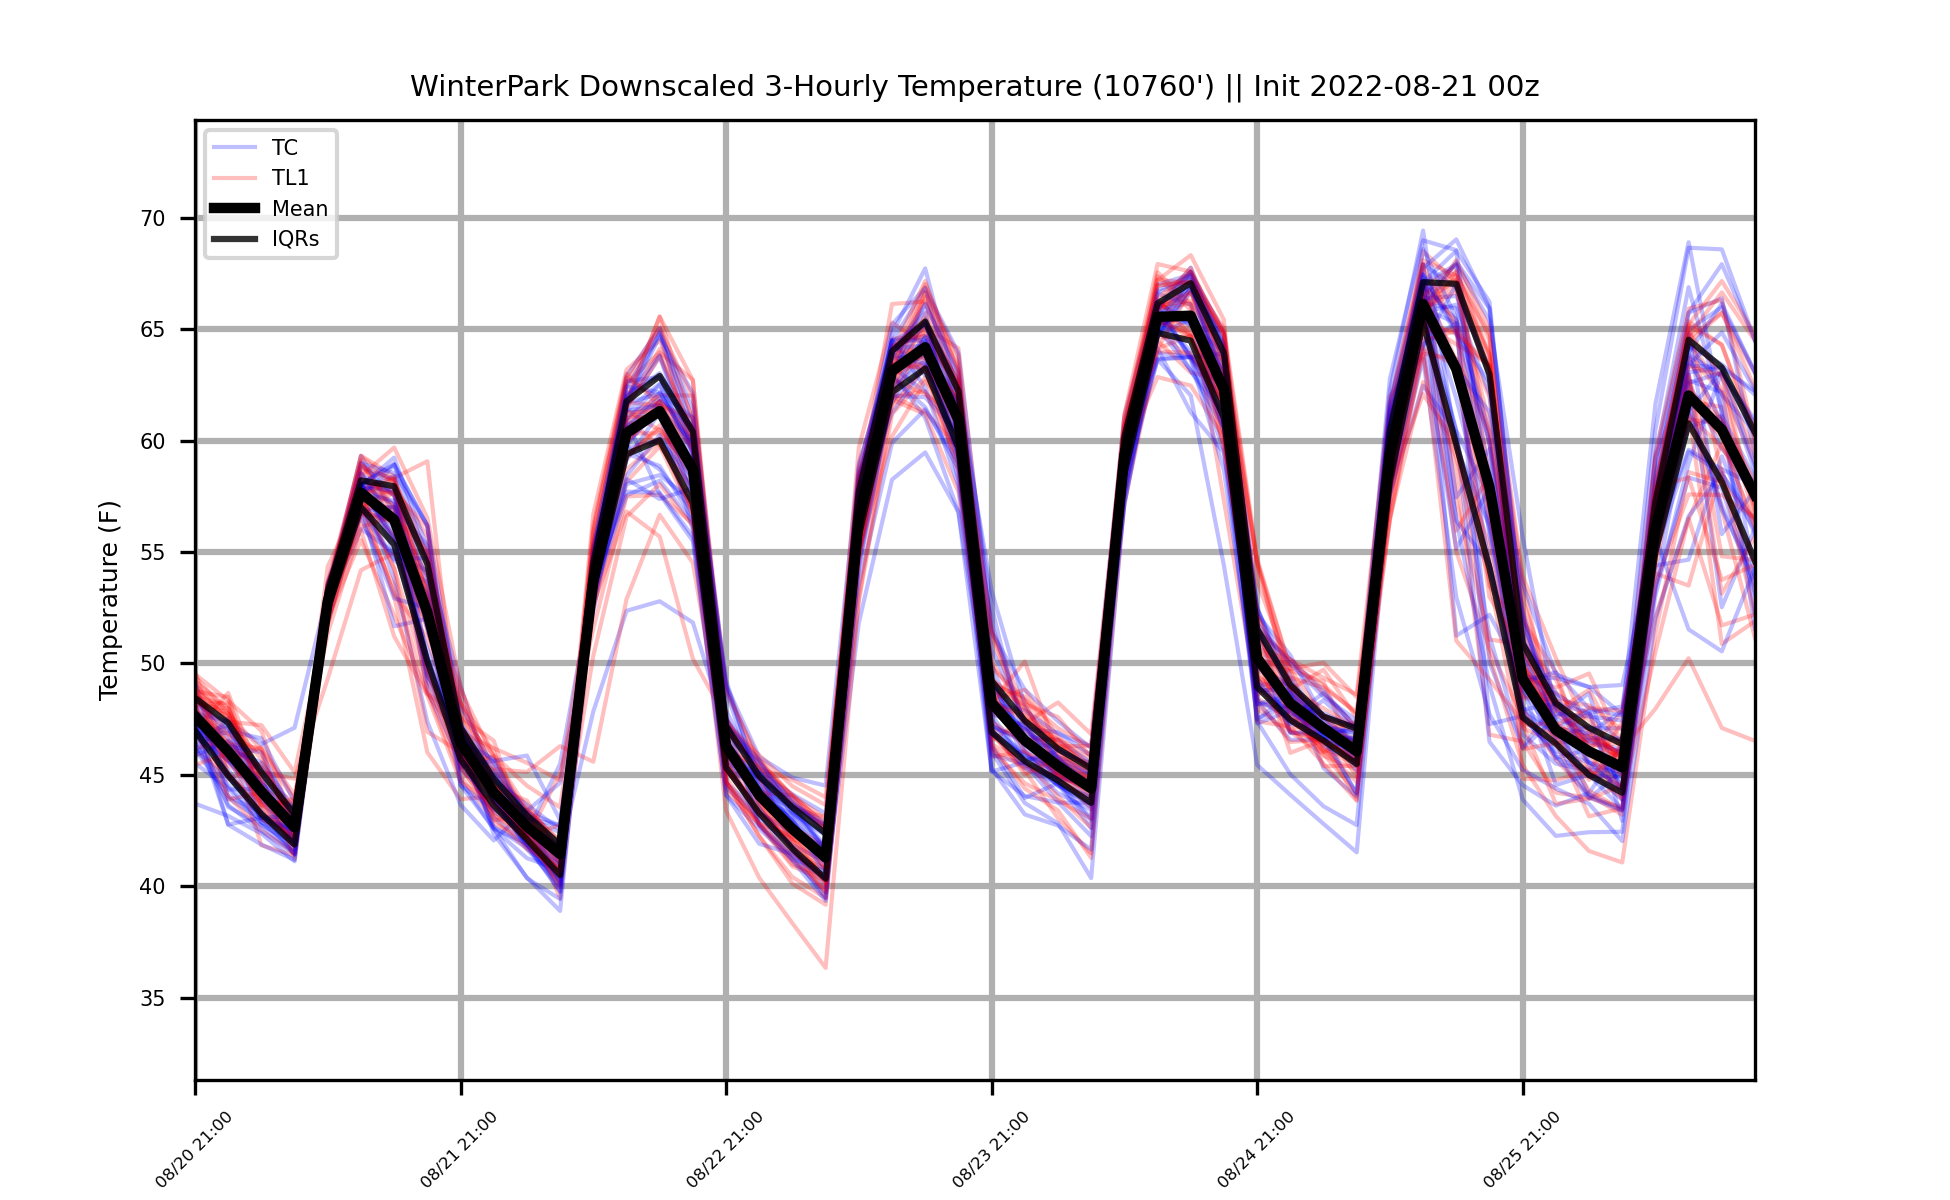 WinterPark Downscaled 3-Hourly Temperature (10760') || Init 2022-08-21 00z
TC
TL1
Mean
IQRs
Temperature (F)
70
65
60
55
50
45
40
35
08/20 21:00
08/21 21:00
08/22 21:00
08/23 21:00
08/24 21:00
08/25 21:00